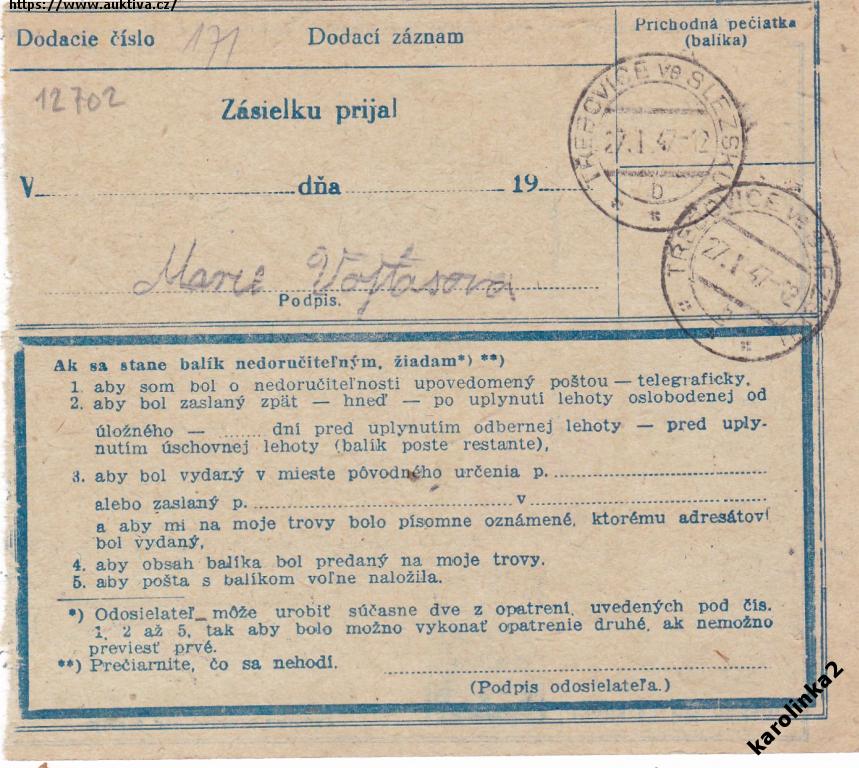 https://www.auktiva.cz/
Dodacie číslo 171 Dodací záznam
Príchodná pečiatka
(balíka)
12702
Zásielku prijal
TŘEBOVICE VE SLEZSKU
27.I.47-12
b
V dňa 19
TŘEBOVICE VE SLEZSKU
27.I.47-12
Marie Vojtasova
Podpis.
Ak sa stane balík nedoručiteľným, žiadam*) **)
1. aby som bol o nedoručiteľnosti upovedomený poštou — telegraficky,
2. aby bol zaslaný zpäť — hneď — po uplynutí lehoty oslobodenej od
úložného — ........ dní pred uplynutím odbernej lehoty — pred uply-
nutím úschovnej lehoty (balík poste restante),
3. aby bol vydaný v mieste pôvodného určenia p.
alebo zaslaný p. v
a aby mi na moje trovy bolo písomne oznámené, ktorému adresátovi
bol vydaný,
4. aby obsah balíka bol predaný na moje trovy.
5. aby pošta s balíkom voľne naložila.
*) Odosielateľ môže urobiť súčasne dve z opatrení, uvedených pod čís.
1, 2 až 5, tak aby bolo možno vykonať opatrenie druhé, ak nemožno
previesť prvé.
**) Prečiarnite, čo sa nehodí.
(Podpis odosielateľa.)
karolinka2